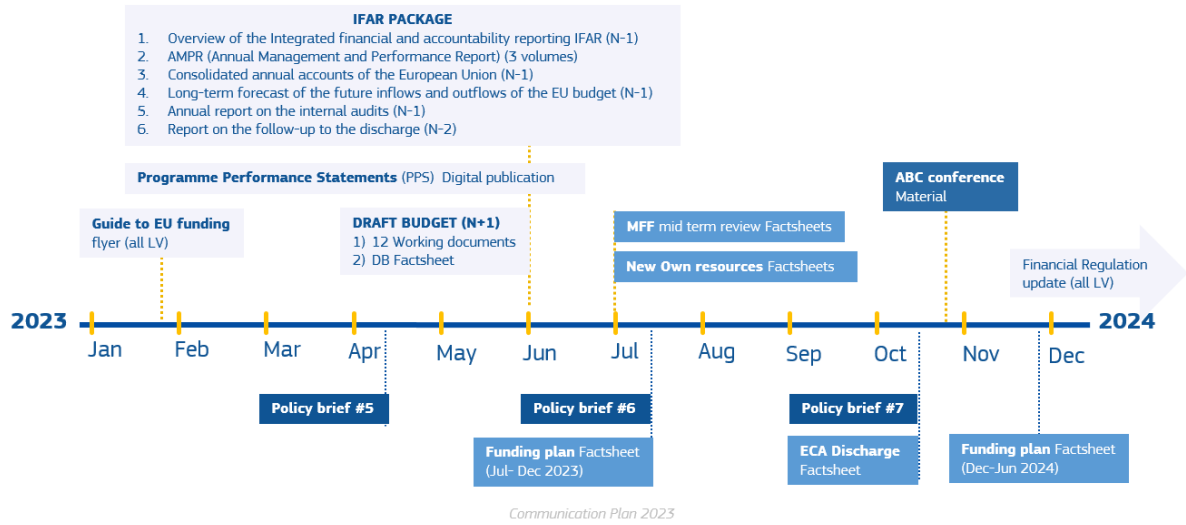 IFAR PACKAGE
1. Overview of the Integrated financial and accountability reporting IFAR (N-1)
2. AMPR (Annual Management and Performance Report) (3 volumes)
3. Consolidated annual accounts of the European Union (N-1)
4. Long-term forecast of the future inflows and outflows of the EU budget (N-1)
5. Annual report on the internal audits (N-1)
6. Report on the follow-up to the discharge (N-2)
Programme Performance Statements (PPS) Digital publication
ABC conference
Material
Guide to EU funding
flyer (all LV)
DRAFT BUDGET (N+1)
1) 12 Working documents
2) DB Factsheet
MFF mid term review Factsheets
New Own resources Factsheets
Financial Regulation
update (all LV)
2023
2024
Jan Feb Mar Apr May Jun Jul Aug Sep Oct Nov Dec
Policy brief #5
Policy brief #6
Policy brief #7
Funding plan Factsheet
(Jul- Dec 2023)
ECA Discharge
Factsheet
Funding plan Factsheet
(Dec-Jun 2024)
Communication Plan 2023